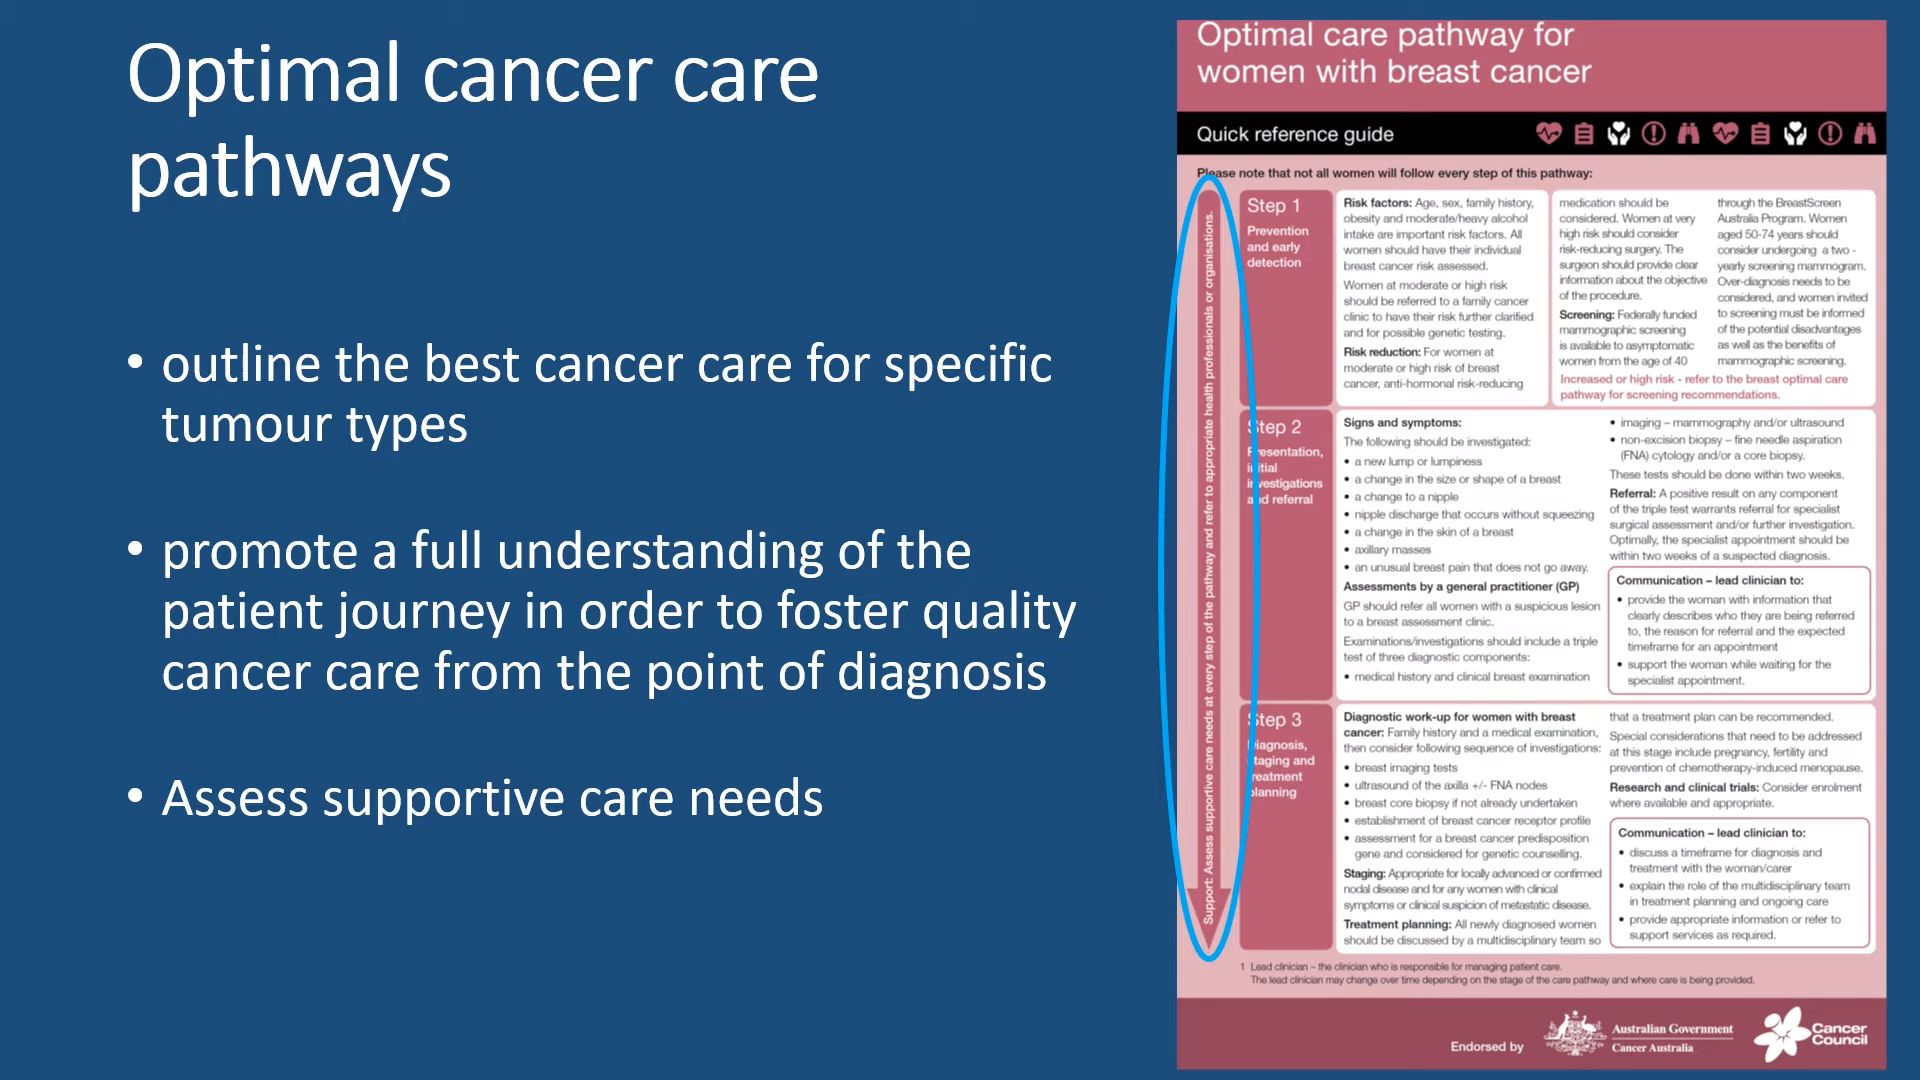 Optimal cancer care
pathways
• outline the best cancer care for specific
tumour types
• promote a full understanding of the
patient journey in order to foster quality
cancer care from the point of diagnosis
• Assess supportive care needs
Optimal care pathway for
women with breast cancer
Quick reference guide
Please note that not all women will follow every step of this pathway:
Support: Assess supportive care needs at every step of the pathway and refer to appropriate health professionals or organisations.
Step 1
Prevention
and early
detection
Risk factors: Age, sex, family history,
obesity and moderate/heavy alcohol
intake are important risk factors. All
women should have their individual
breast cancer risk assessed.
Women at moderate or high risk
should be referred to a family cancer
clinic to have their risk further clarified
and for possible genetic testing.
Risk reduction: For women at
moderate or high risk of breast
cancer, anti-hormonal risk-reducing
medication should be
considered. Women at very
high risk should consider
risk-reducing surgery. The
surgeon should provide clear
information about the objective
of the procedure.
Screening: Federally funded
mammographic screening
is available to asymptomatic
women from the age of 40
through the BreastScreen
Australia Program. Women
aged 50-74 years should
consider undergoing a two -
yearly screening mammogram.
Over-diagnosis needs to be
considered, and women invited
to screening must be informed
of the potential disadvantages
as well as the benefits of
mammographic screening.
Increased or high risk - refer to the breast optimal care
pathway for screening recommendations.
Step 2
Presentation,
initial
investigations
and referral
Signs and symptoms:
The following should be investigated:
• a new lump or lumpiness
• a change in the size or shape of a breast
• a change to a nipple
• nipple discharge that occurs without squeezing
• a change in the skin of a breast
• axillary masses
• an unusual breast pain that does not go away.
Assessments by a general practitioner (GP)
GP should refer all women with a suspicious lesion
to a breast assessment clinic.
Examinations/investigations should include a triple
test of three diagnostic components:
• medical history and clinical breast examination
• imaging – mammography and/or ultrasound
• non-excision biopsy – fine needle aspiration
(FNA) cytology and/or a core biopsy.
These tests should be done within two weeks.
Referral: A positive result on any component
of the triple test warrants referral for specialist
surgical assessment and/or further investigation.
Optimally, the specialist appointment should be
within two weeks of a suspected diagnosis.
Communication – lead clinician to:
• provide the woman with information that
clearly describes who they are being referred
to, the reason for referral and the expected
timeframe for an appointment
• support the woman while waiting for the
specialist appointment.
Step 3
Diagnosis,
staging and
treatment
planning
Diagnostic work-up for women with breast
cancer: Family history and a medical examination,
then consider following sequence of investigations:
• breast imaging tests
• ultrasound of the axilla +/- FNA nodes
• breast core biopsy if not already undertaken
• establishment of breast cancer receptor profile
• assessment for a breast cancer predisposition
gene and considered for genetic counselling.
Staging: Appropriate for locally advanced or confirmed
nodal disease and for any women with clinical
symptoms or clinical suspicion of metastatic disease.
Treatment planning: All newly diagnosed women
should be discussed by a multidisciplinary team so
that a treatment plan can be recommended.
Special considerations that need to be addressed
at this stage include pregnancy, fertility and
prevention of chemotherapy-induced menopause.
Research and clinical trials: Consider enrolment
where available and appropriate.
Communication – lead clinician to:
• discuss a timeframe for diagnosis and
treatment with the woman/carer
• explain the role of the multidisciplinary team
in treatment planning and ongoing care
• provide appropriate information or refer to
support services as required.
1 Lead clinician – the clinician who is responsible for managing patient care.
The lead clinician may change over time depending on the stage of the care pathway and where care is being provided.
Endorsed by
Australian Government
Cancer Australia
Cancer
Council